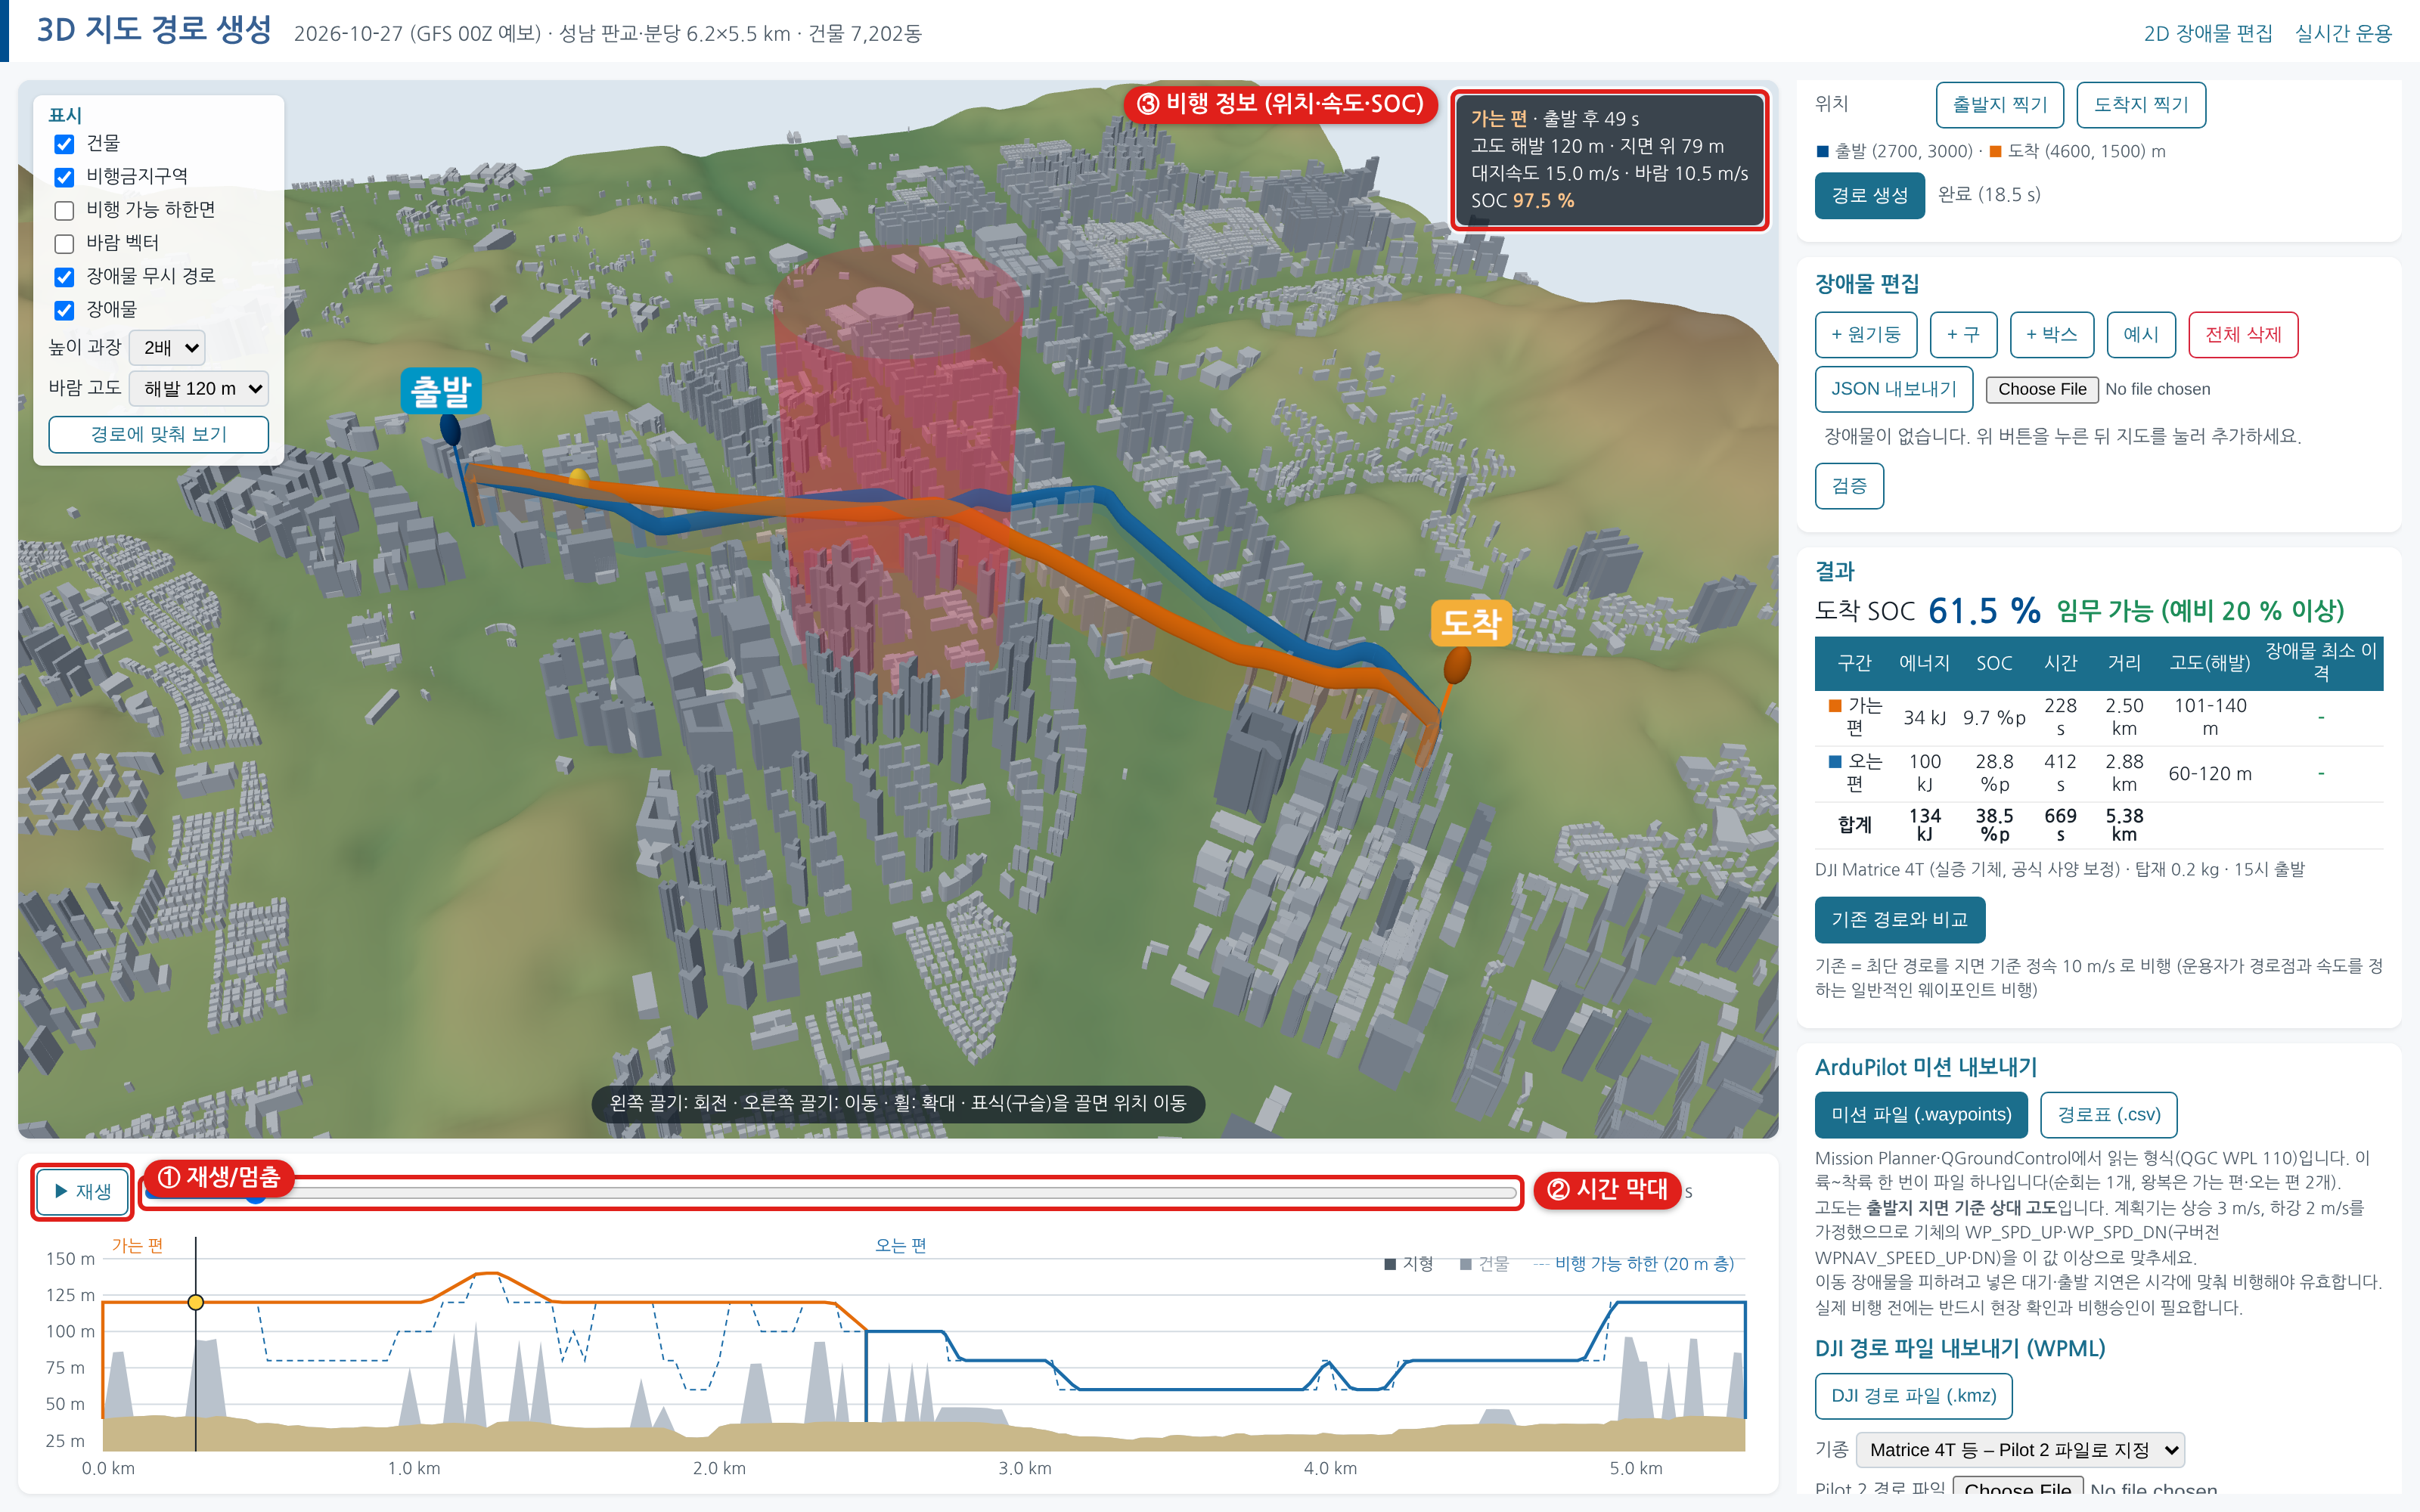 3D 지도 경로 생성 2026-10-27 (GFS 00Z 예보) · 성남 판교·분당 6.2×5.5 km · 건물 7,202동
2D 장애물 편집 실시간 운용
표시
건물
비행금지구역
비행 가능 하한면
바람 벡터
장애물 무시 경로
장애물
높이 과장 2배
바람 고도 해발 120 m
경로에 맞춰 보기
③ 비행 정보 (위치·속도·SOC)
가는 편 · 출발 후 49 s
고도 해발 120 m · 지면 위 79 m
대지속도 15.0 m/s · 바람 10.5 m/s
SOC 97.5 %
출발
도착
왼쪽 끌기: 회전 · 오른쪽 끌기: 이동 · 휠: 확대 · 표식(구슬)을 끌면 위치 이동
▶ 재생
① 재생/멈춤
② 시간 막대
s
가는 편
오는 편
■ 지형 ■ 건물 --- 비행 가능 하한 (20 m 층)
150 m
125 m
100 m
75 m
50 m
25 m
0.0 km 1.0 km 2.0 km 3.0 km 4.0 km 5.0 km
위치 출발지 찍기 도착지 찍기
■ 출발 (2700, 3000) · ■ 도착 (4600, 1500) m
경로 생성 완료 (18.5 s)
장애물 편집
+ 원기둥 + 구 + 박스 예시 전체 삭제
JSON 내보내기 Choose File No file chosen
장애물이 없습니다. 위 버튼을 누른 뒤 지도를 눌러 추가하세요.
검증
결과
도착 SOC 61.5 % 임무 가능 (예비 20 % 이상)
구간 에너지 SOC 시간 거리 고도(해발) 장애물 최소 이격
■ 가는 편 34 kJ 9.7 %p 228 s 2.50 km 101-140 m -
■ 오는 편 100 kJ 28.8 %p 412 s 2.88 km 60-120 m -
합계 134 kJ 38.5 %p 669 s 5.38 km
DJI Matrice 4T (실증 기체, 공식 사양 보정) · 탑재 0.2 kg · 15시 출발
기존 경로와 비교
기존 = 최단 경로를 지면 기준 정속 10 m/s 로 비행 (운용자가 경로점과 속도를 정
하는 일반적인 웨이포인트 비행)
ArduPilot 미션 내보내기
미션 파일 (.waypoints) 경로표 (.csv)
Mission Planner·QGroundControl에서 읽는 형식(QGC WPL 110)입니다. 이
륙~착륙 한 번이 파일 하나입니다(순회는 1개, 왕복은 가는 편·오는 편 2개).
고도는 출발지 지면 기준 상대 고도입니다. 계획기는 상승 3 m/s, 하강 2 m/s를
가정했으므로 기체의 WP_SPD_UP·WP_SPD_DN(구버전
WPNAV_SPEED_UP·DN)을 이 값 이상으로 맞추세요.
이동 장애물을 피하려고 넣은 대기·출발 지연은 시각에 맞춰 비행해야 유효합니다.
실제 비행 전에는 반드시 현장 확인과 비행승인이 필요합니다.
DJI 경로 파일 내보내기 (WPML)
DJI 경로 파일 (.kmz)
기종 Matrice 4T 등 – Pilot 2 파일로 지정
Pilot 2 경로 파일 Choose File No file chosen